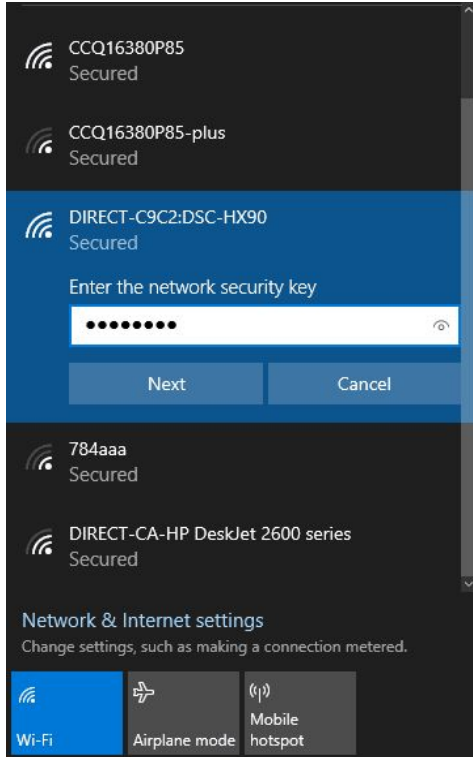 CCQ16380P85
Secured
CCQ16380P85-plus
Secured
DIRECT-C9C2:DSC-HX90
Secured
Enter the network security key
●●●●●●●●
Next Cancel
784aaa
Secured
DIRECT-CA-HP DeskJet 2600 series
Secured
Network & Internet settings
Change settings, such as making a connection metered.
Wi-Fi
Airplane mode
Mobile
hotspot